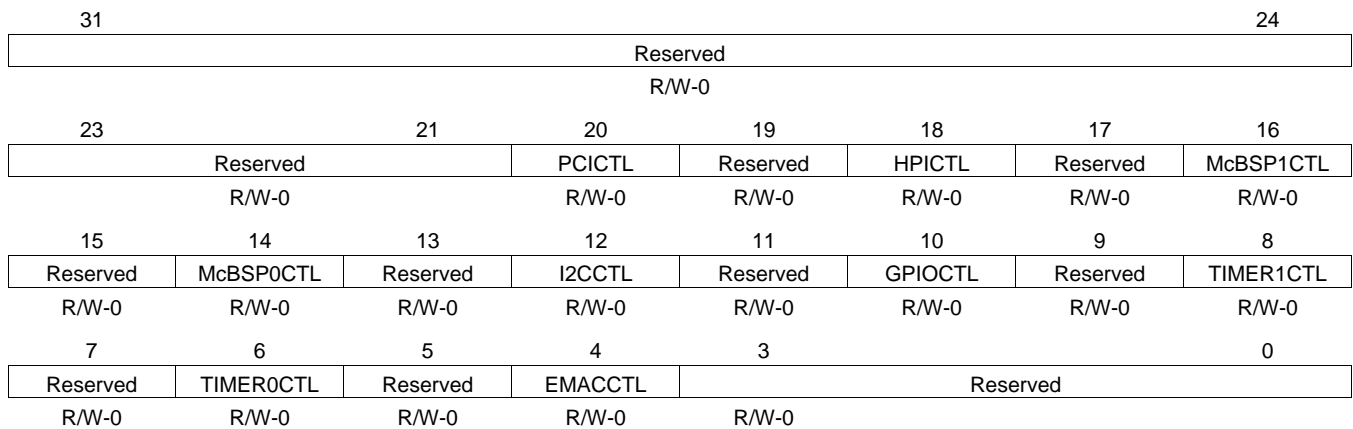 31 24
Reserved
R/W-0
23 21 20 19 18 17 16
Reserved PCICTL Reserved HPICTL Reserved McBSP1CTL
R/W-0 R/W-0 R/W-0 R/W-0 R/W-0 R/W-0
15 14 13 12 11 10 9 8
Reserved McBSP0CTL Reserved I2CCTL Reserved GPIOCTL Reserved TIMER1CTL
R/W-0 R/W-0 R/W-0 R/W-0 R/W-0 R/W-0 R/W-0 R/W-0
7 6 5 4 3 0
Reserved TIMER0CTL Reserved EMACCTL Reserved
R/W-0 R/W-0 R/W-0 R/W-0 R/W-0